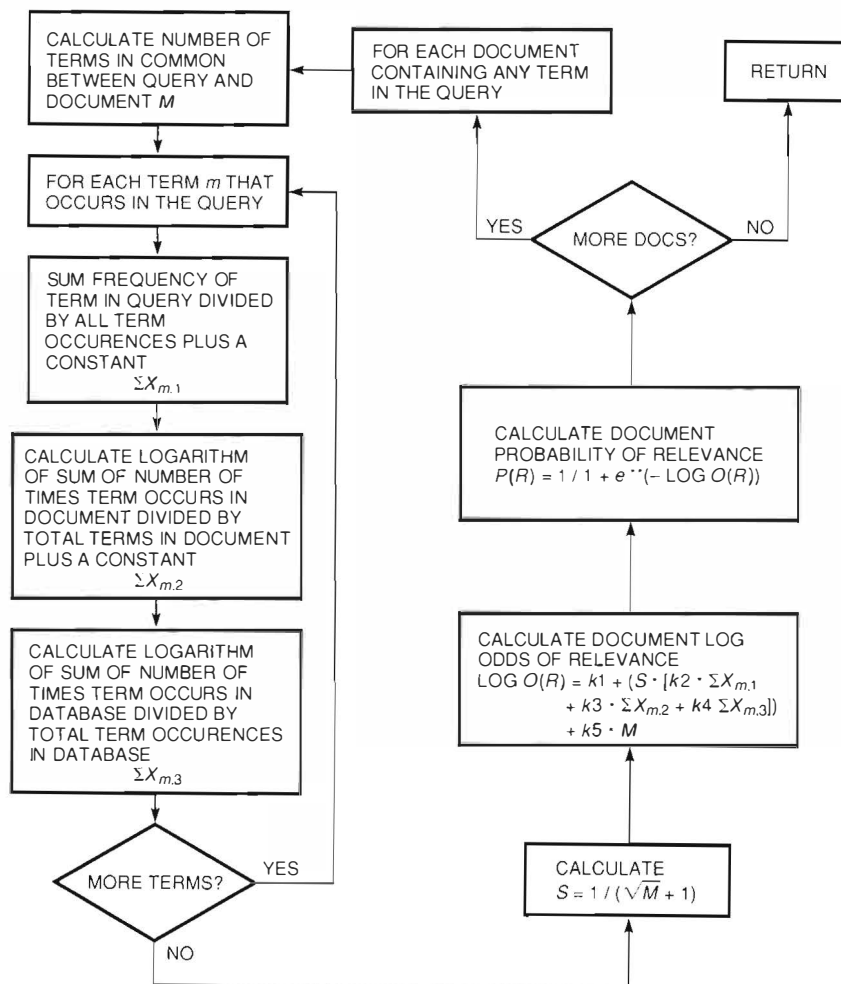 CALCULATE NUMBER OF
TERMS IN COMMON
BETWEEN QUERY AND
DOCUMENT M
FOR EACH TERM m THAT
OCCURS IN THE QUERY
SUM FREQUENCY OF
TERM IN QUERY DIVIDED
BY ALL TERM
OCCURENCES PLUS A
CONSTANT
ΣX_{m,1}
CALCULATE LOGARITHM
OF SUM OF NUMBER OF
TIMES TERM OCCURS IN
DOCUMENT DIVIDED BY
TOTAL TERMS IN DOCUMENT
PLUS A CONSTANT
ΣX_{m,2}
CALCULATE LOGARITHM
OF SUM OF NUMBER OF
TIMES TERM OCCURS IN
DATABASE DIVIDED BY
TOTAL TERM OCCURENCES
IN DATABASE
ΣX_{m,3}
MORE TERMS?
YES
NO
CALCULATE
S = 1 / (√M + 1)
CALCULATE DOCUMENT LOG
ODDS OF RELEVANCE
LOG O(R) = k1 + (S · [k2 · ΣX_{m,1}
+ k3 · ΣX_{m,2} + k4 ΣX_{m,3}])
+ k5 · M
CALCULATE DOCUMENT
PROBABILITY OF RELEVANCE
P(R) = 1 / 1 + e**(– LOG O(R))
MORE DOCS?
YES
NO
FOR EACH DOCUMENT
CONTAINING ANY TERM
IN THE QUERY
RETURN